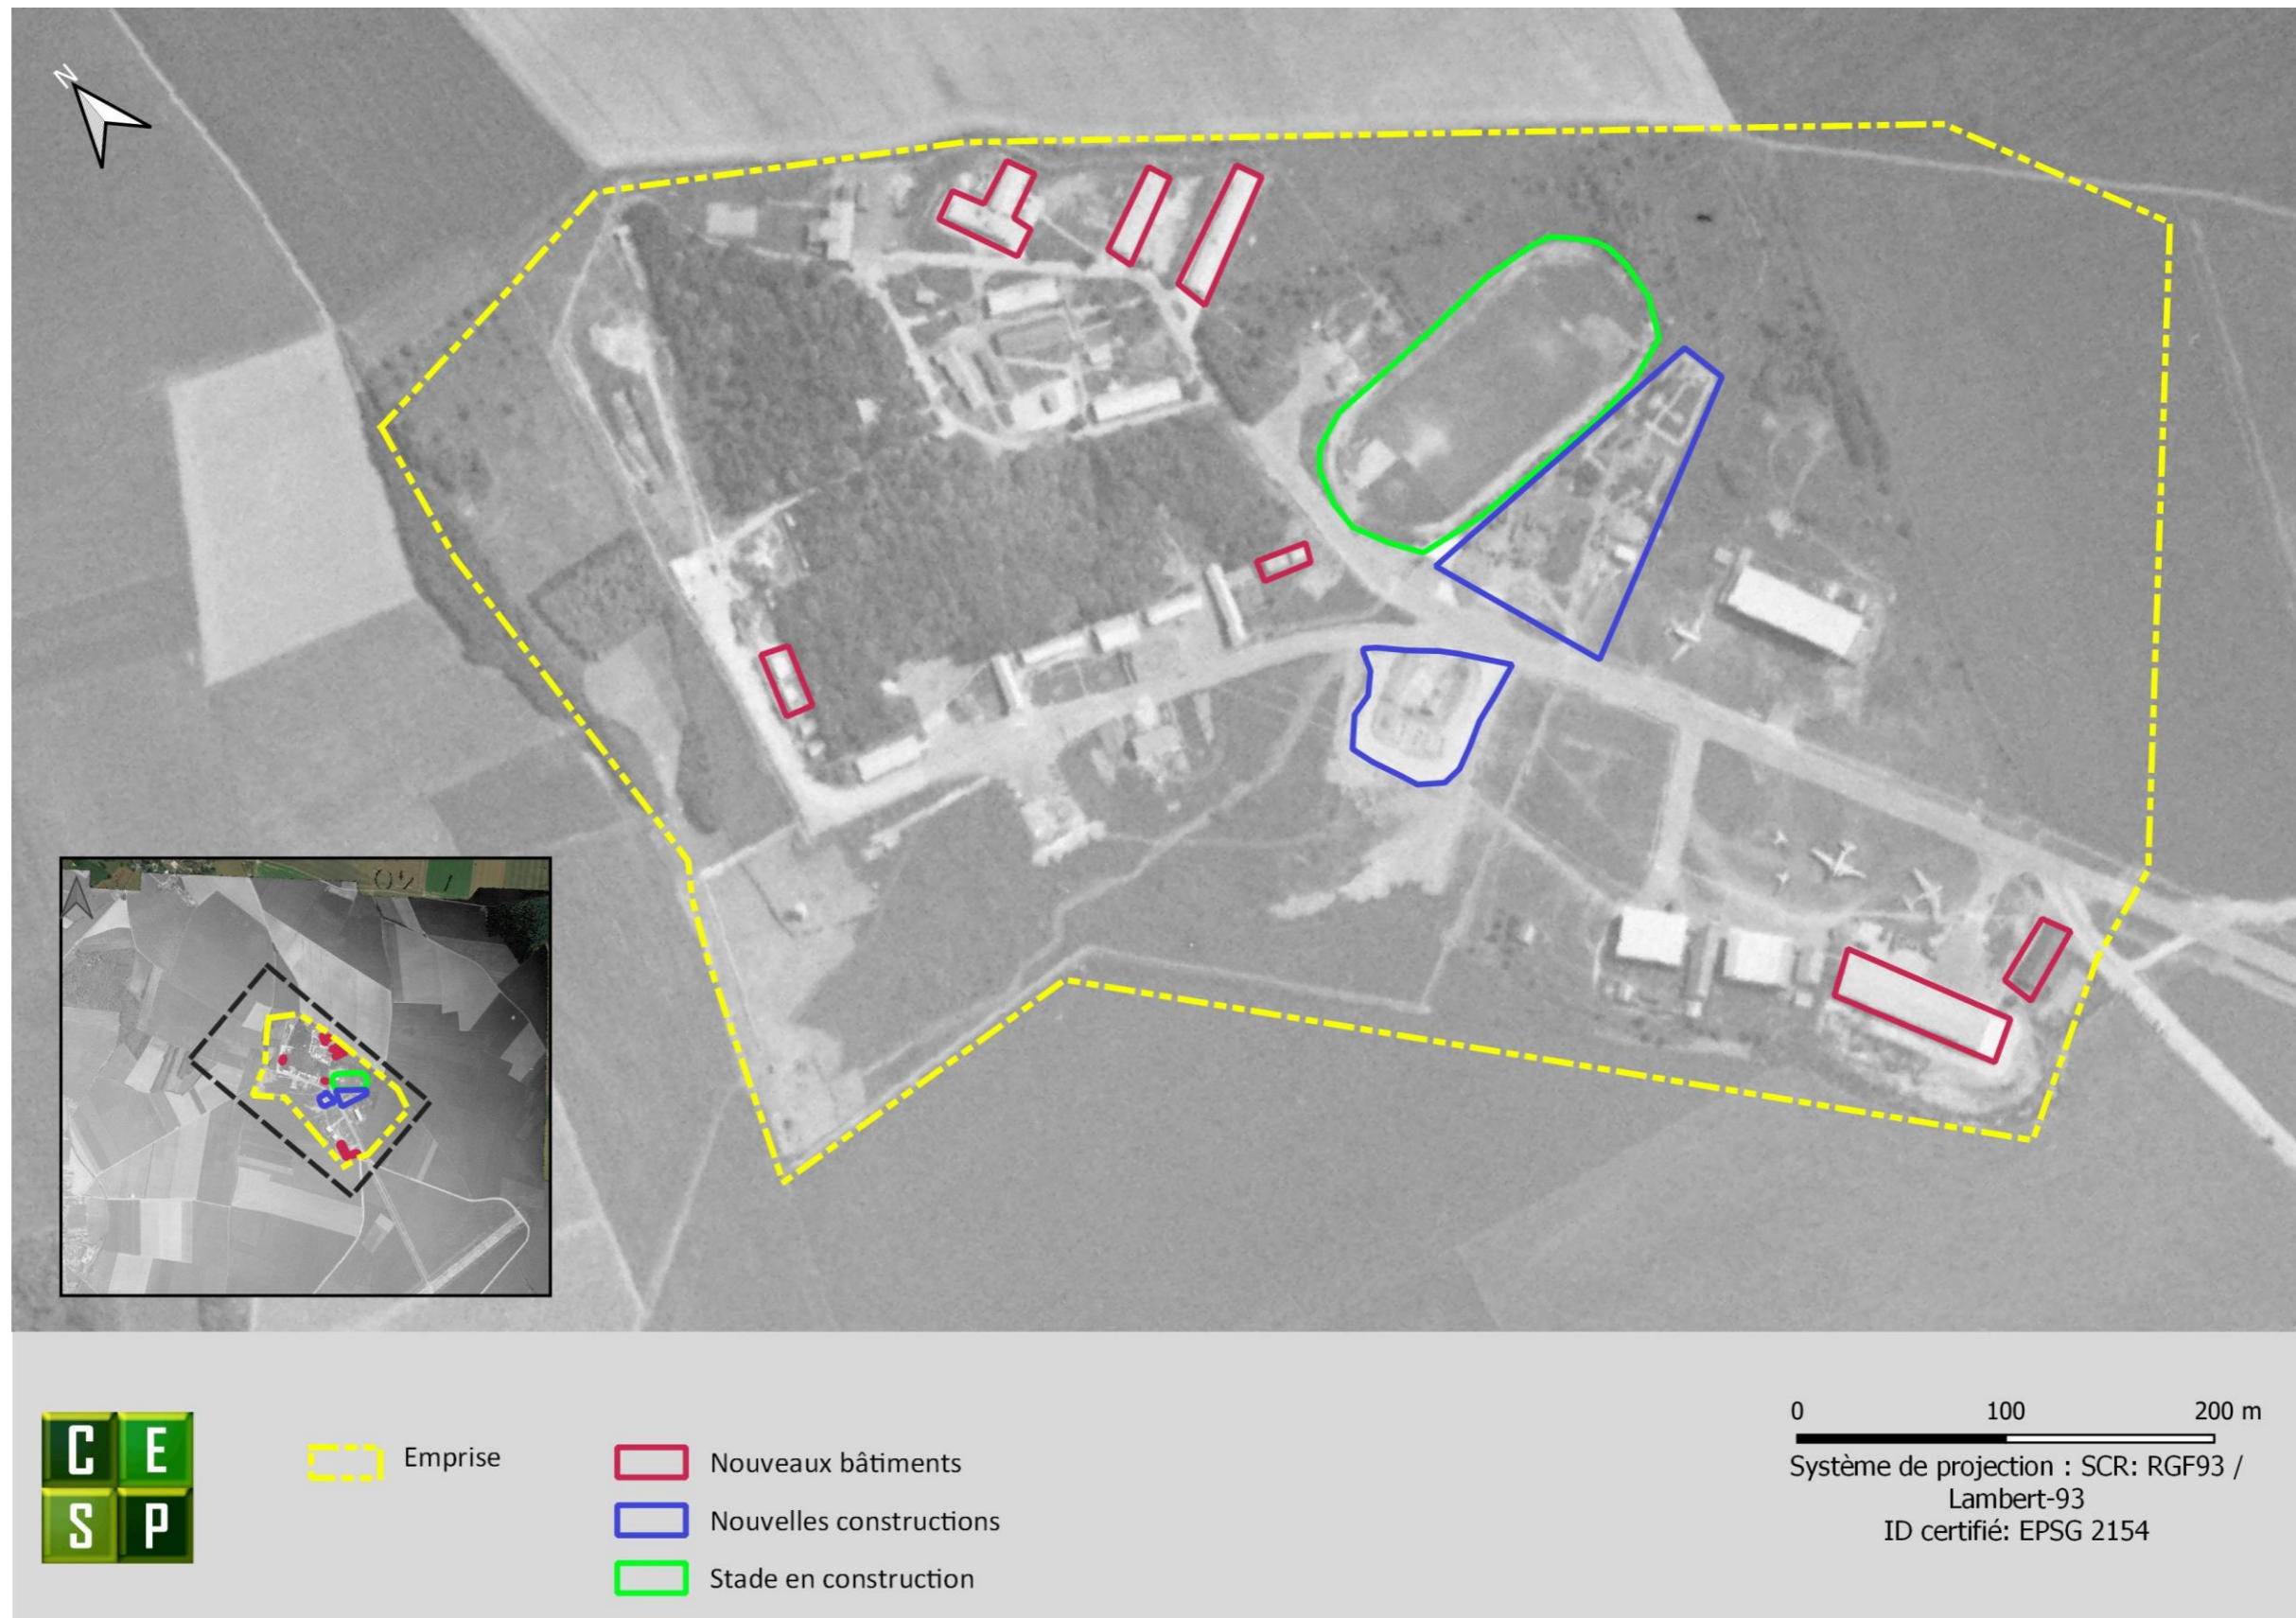 N
Emprise
Nouveaux bâtiments
Nouvelles constructions
Stade en construction
C E
S P
0 100 200 m
Système de projection : SCR: RGF93 /
Lambert-93
ID certifié: EPSG 2154